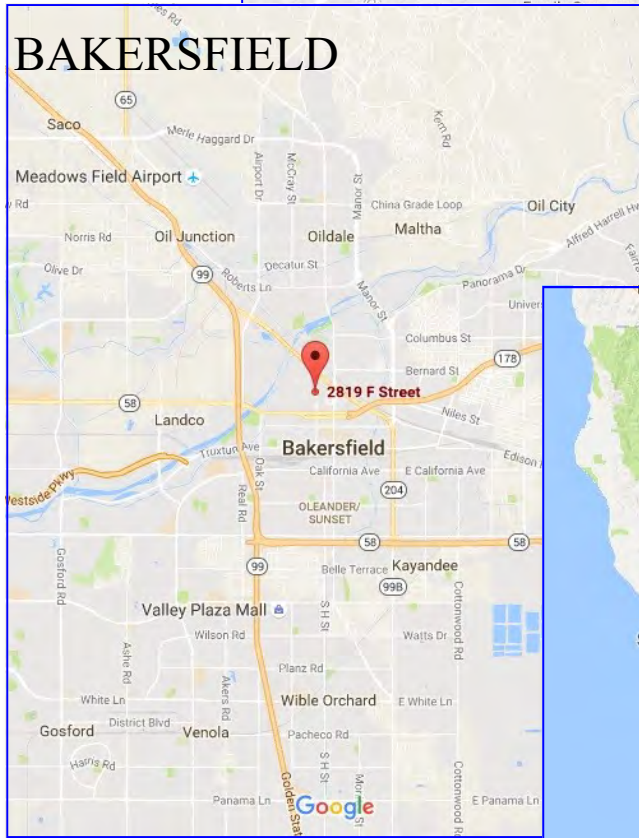 BAKERSFIELD
65
Saco
Merle Haggard Dr
Kern Rd
Meadows Field Airport
Airport Dr
McCray St
Manor St
China Grade Loop
Oil City
Rd
Maltha
Norris Rd
Oil Junction
Oildale
Alfred Harrell Hwy
Olive Dr
99
Decatur St
Panorama Dr
Roberts Ln
Manor St
Columbus St
178
Bernard St
2819 F Street
58
Landco
Niles St
Truxtun Ave
Bakersfield
Oak St
California Ave
E California Ave
Westside Pkwy
Real Rd
204
OLEANDER/
SUNSET
58
58
Gosford Rd
99
Belle Terrace
Kayandee
99B
Valley Plaza Mall
S H St
Cottonwood Rd
Wilson Rd
Watts Dr
Ashe Rd
Planz Rd
Akers Rd
White Ln
Wible Orchard
E White Ln
District Blvd
Gosford
Venola
Pacheco Rd
Harris Rd
S H St
Cottonwood Rd
Panama Ln
Golden Stat
Google
E Panama Ln